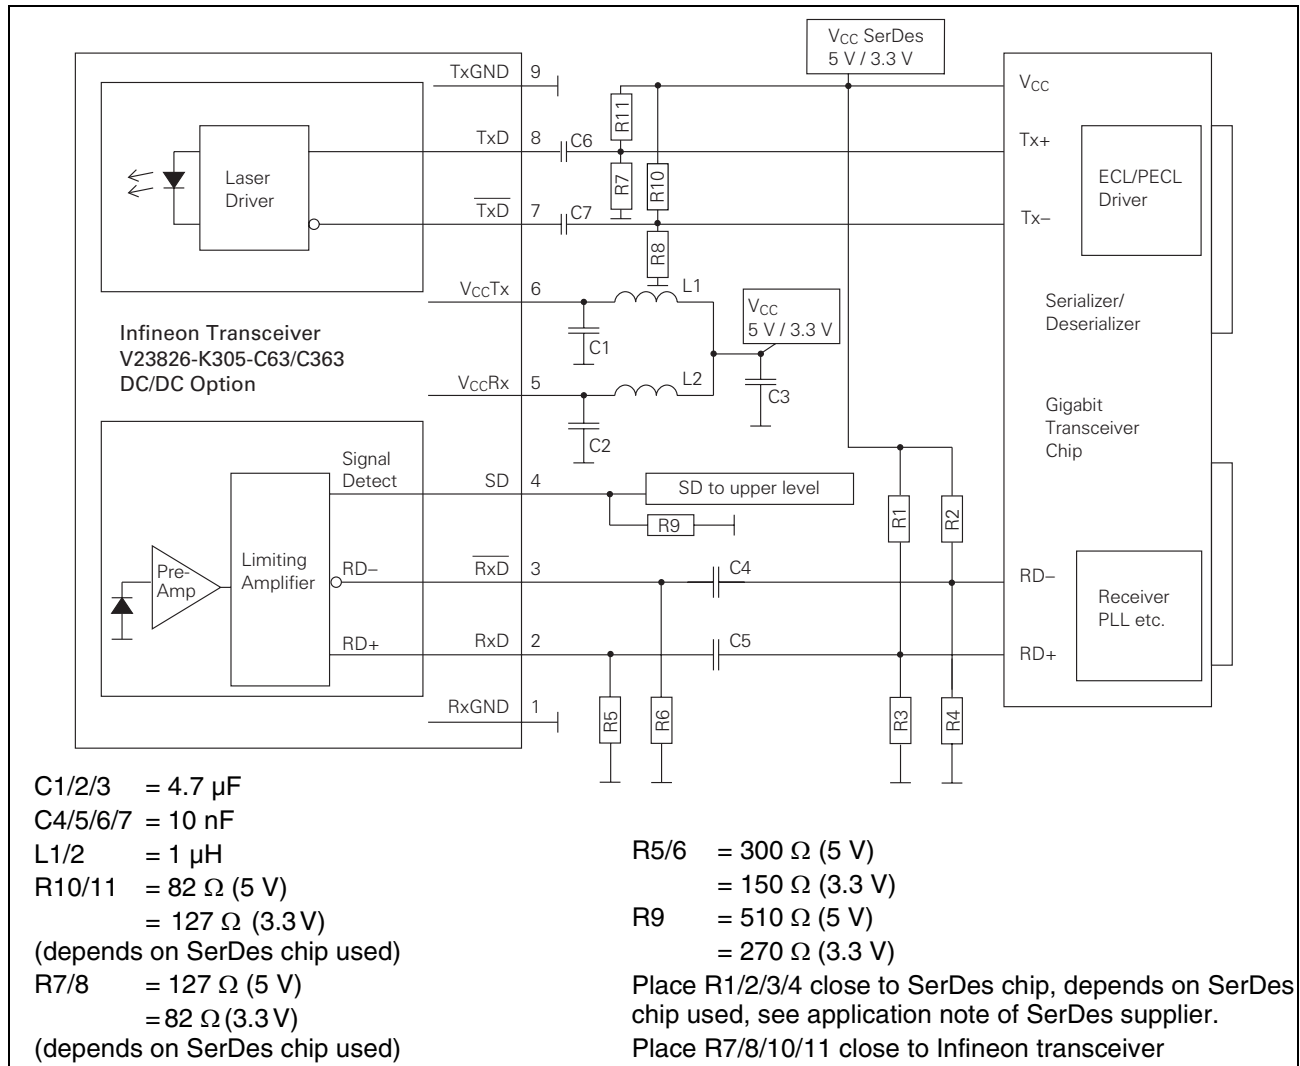 VCC SerDes
5 V / 3.3 V
TxGND 9
VCC
R11
TxD 8
C6
Tx+
Laser
Driver
R7
R10
ECL/PECL
Driver
TxD 7
C7
Tx–
R8
VCCTx 6
L1
VCC
5 V / 3.3 V
Serializer/
Deserializer
Infineon Transceiver
V23826-K305-C63/C363
DC/DC Option
C1
VCCRx 5
L2
C3
Gigabit
Transceiver
Chip
C2
Signal
Detect
SD 4
SD to upper level
R9
R1
R2
Pre-
Amp
Limiting
Amplifier
RD–
RxD 3
C4
RD–
Receiver
PLL etc.
RD+
RxD 2
C5
RD+
RxGND 1
R5
R6
R3
R4
C1/2/3 = 4.7 µF
C4/5/6/7 = 10 nF
L1/2 = 1 µH
R10/11 = 82 Ω (5 V)
= 127 Ω (3.3 V)
(depends on SerDes chip used)
R7/8 = 127 Ω (5 V)
= 82 Ω (3.3 V)
(depends on SerDes chip used)
R5/6 = 300 Ω (5 V)
= 150 Ω (3.3 V)
R9 = 510 Ω (5 V)
= 270 Ω (3.3 V)
Place R1/2/3/4 close to SerDes chip, depends on SerDes
chip used, see application note of SerDes supplier.
Place R7/8/10/11 close to Infineon transceiver